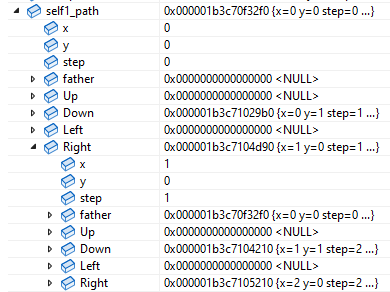 self1_path 0x000001b3c70f32f0 {x=0 y=0 step=0 ...}
x 0
y 0
step 0
father 0x0000000000000000 <NULL>
Up 0x0000000000000000 <NULL>
Down 0x000001b3c71029b0 {x=0 y=1 step=1 ...}
Left 0x0000000000000000 <NULL>
Right 0x000001b3c7104d90 {x=1 y=0 step=1 ...}
x 1
y 0
step 1
father 0x000001b3c70f32f0 {x=0 y=0 step=0 ...}
Up 0x0000000000000000 <NULL>
Down 0x000001b3c7104210 {x=1 y=1 step=2 ...}
Left 0x0000000000000000 <NULL>
Right 0x000001b3c7105210 {x=2 y=0 step=2 ...}